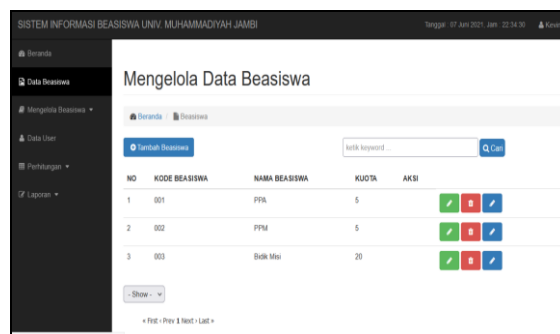 SISTEM INFORMASI BEASISWA UNIV. MUHAMMADIYAH JAMBI
Tanggal : 07 Juni 2021, Jam : 22:34:30
Kevin
Beranda
Data Beasiswa
Mengelola Beasiswa
Data User
Perhitungan
Laporan
Mengelola Data Beasiswa
Beranda / Beasiswa
Tambah Beasiswa
ketik keyword ...
Cari
NO KODE BEASISWA NAMA BEASISWA KUOTA AKSI
1 001 PPA 5
2 002 PPM 5
3 003 Bidik Misi 20
- Show -
« First ‹ Prev 1 Next › Last »